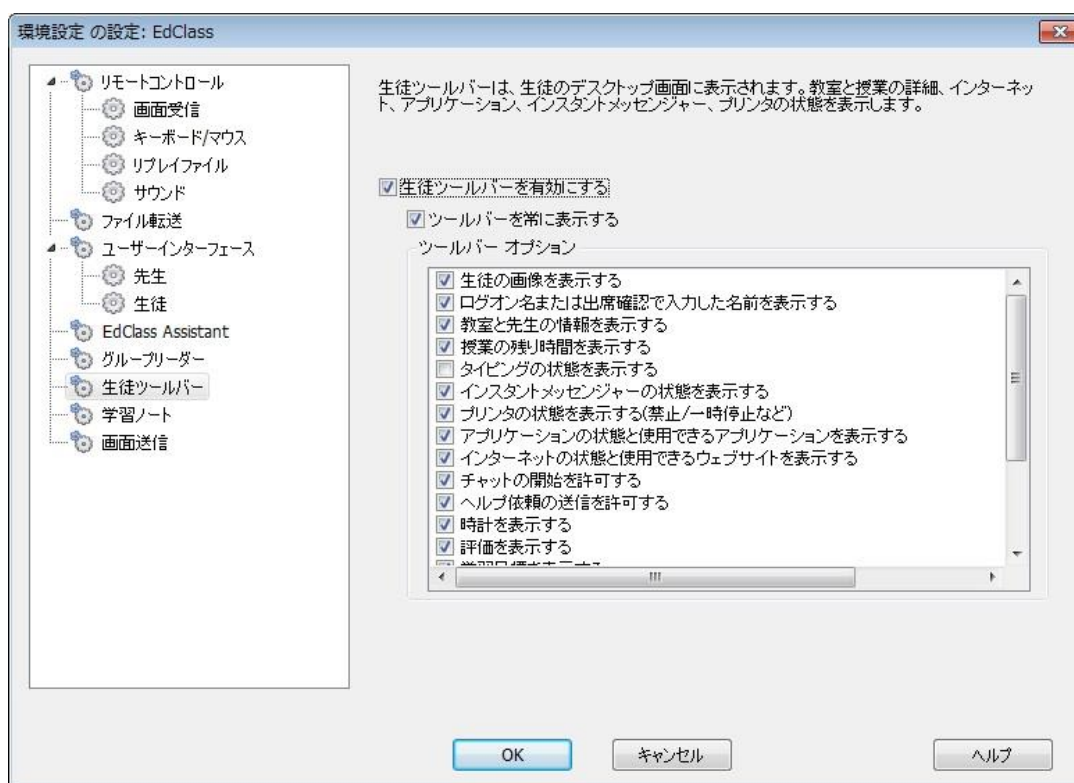 環境設定 の設定: EdClass
リモートコントロール
画面受信
キーボード/マウス
リプレイファイル
サウンド
ファイル転送
ユーザーインターフェース
先生
生徒
EdClass Assistant
グループリーダー
生徒ツールバー
学習ノート
画面送信
生徒ツールバーは、生徒のデスクトップ画面に表示されます。教室と授業の詳細、インターネッ
ト、アプリケーション、インスタントメッセンジャー、プリンタの状態を表示します。
生徒ツールバーを有効にする
ツールバーを常に表示する
ツールバー オプション
生徒の画像を表示する
ログオン名または出席確認で入力した名前を表示する
教室と先生の情報を表示する
授業の残り時間を表示する
タイピングの状態を表示する
インスタントメッセンジャーの状態を表示する
プリンタの状態を表示する(禁止/一時停止など)
アプリケーションの状態と使用できるアプリケーションを表示する
インターネットの状態と使用できるウェブサイトを表示する
チャットの開始を許可する
ヘルプ依頼の送信を許可する
時計を表示する
評価を表示する
OK
キャンセル
ヘルプ